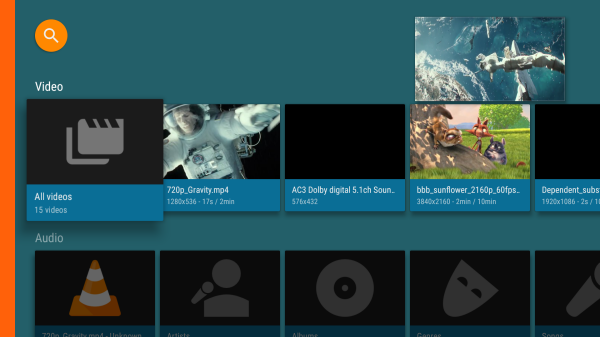 Video
All videos
15 videos
720p_Gravity.mp4
1280x536 - 17s / 2min
AC3 Dolby digital 5.1ch Soun..
576x432
bbb_sunflower_2160p_60fps..
3840x2160 - 2min / 10min
Dependent_subs
1920x1086 - 2s / 1
Audio
720p_Gravity.mp4 - Unknown
Artists
Albums
Genres
Songs